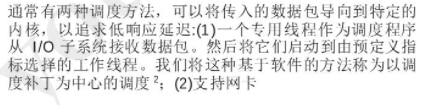 通常有两种调度方法，可以将传入的数据包导向到特定的
内核，以追求低响应延迟:(1)一个专用线程作为调度程序
从 I/O 子系统接收数据包。然后将它们启动到由预定义指
标选择的工作线程。我们将这种基于软件的方法称为以调
度补丁为中心的调度 ²；(2)支持网卡